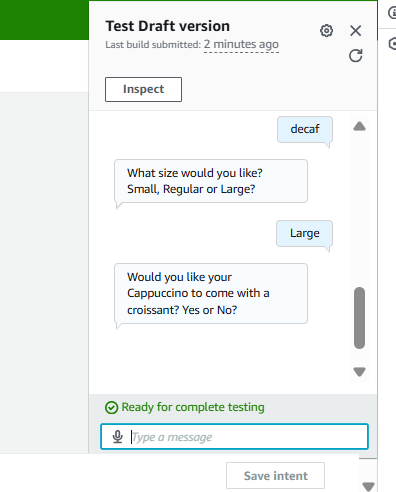 Test Draft version
Last build submitted: 2 minutes ago
Inspect
decaf
What size would you like?
Small, Regular or Large?
Large
Would you like your
Cappuccino to come with a
croissant? Yes or No?
Ready for complete testing
Type a message
Save intent